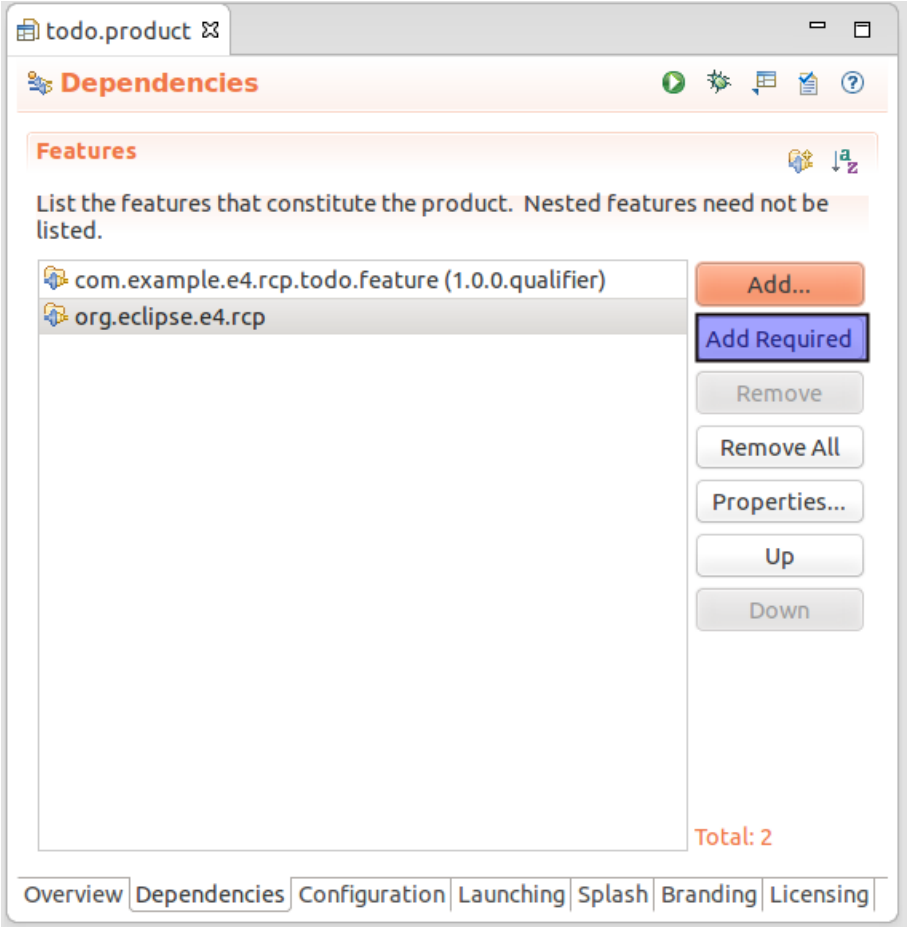 todo.product
Dependencies
Features
List the features that constitute the product. Nested features need not be
listed.
com.example.e4.rcp.todo.feature (1.0.0.qualifier)
org.eclipse.e4.rcp
Add...
Add Required
Remove
Remove All
Properties...
Up
Down
Total: 2
Overview Dependencies Configuration Launching Splash Branding Licensing